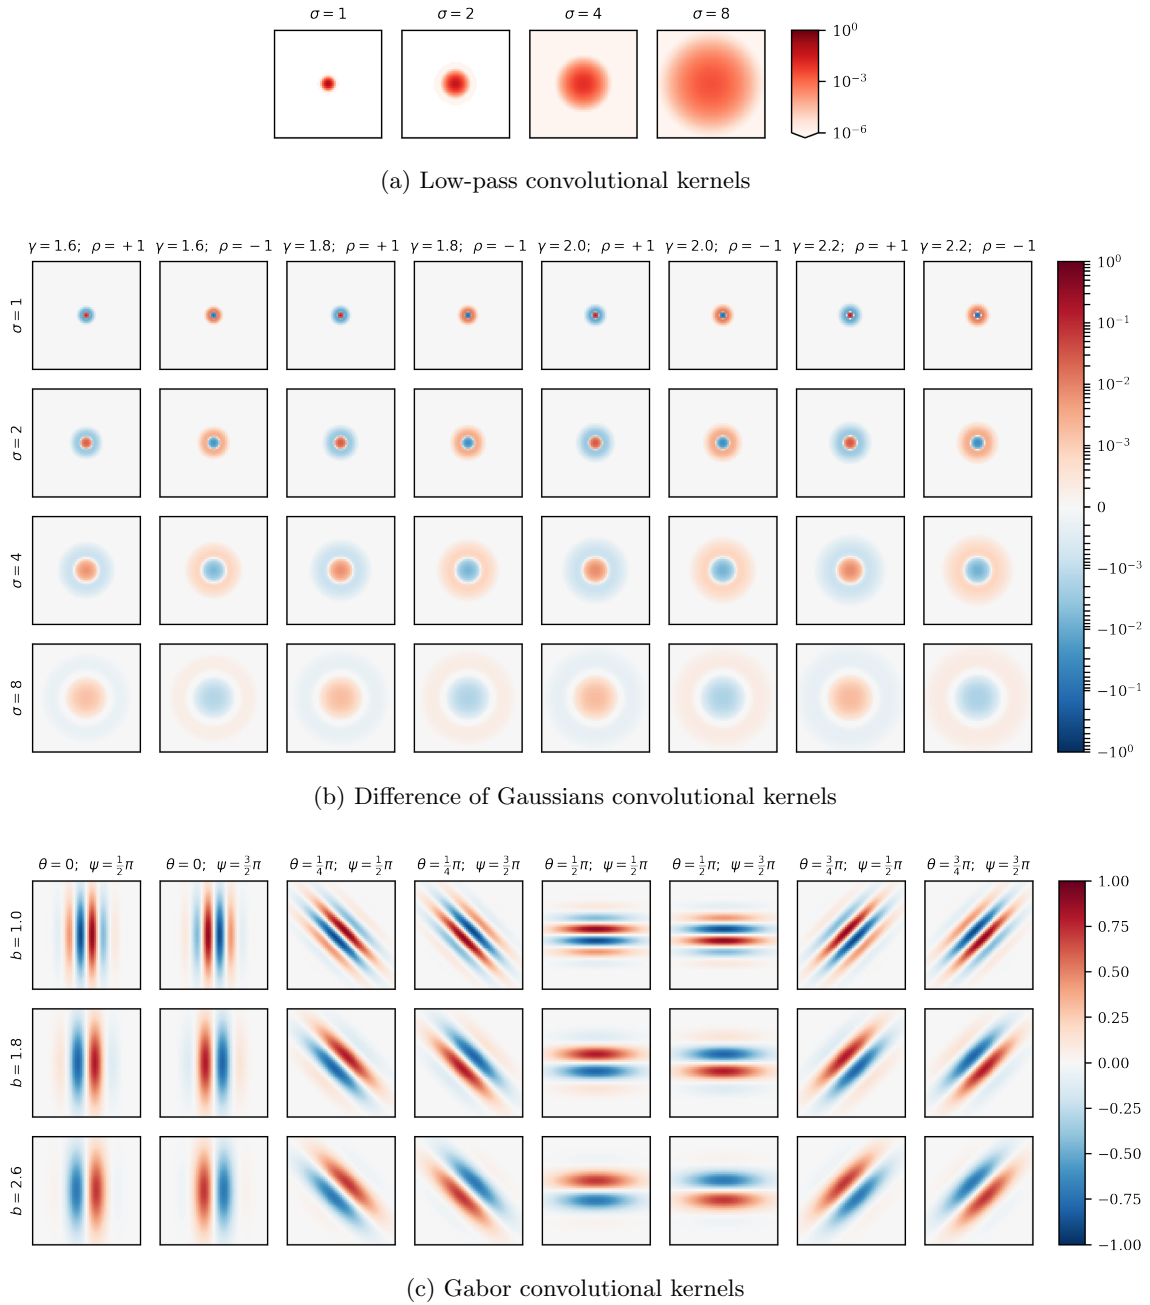 σ = 1 σ = 2 σ = 4 σ = 8
10⁰
10⁻³
10⁻⁶
(a) Low-pass convolutional kernels
γ = 1.6; ρ = +1 γ = 1.6; ρ = −1 γ = 1.8; ρ = +1 γ = 1.8; ρ = −1 γ = 2.0; ρ = +1 γ = 2.0; ρ = −1 γ = 2.2; ρ = +1 γ = 2.2; ρ = −1
σ = 1
σ = 2
σ = 4
σ = 8
10⁰
10⁻¹
10⁻²
10⁻³
0
−10⁻³
−10⁻²
−10⁻¹
−10⁰
(b) Difference of Gaussians convolutional kernels
θ = 0; ψ = ½π θ = 0; ψ = 3/2π θ = ¼π; ψ = ½π θ = ¼π; ψ = 3/2π θ = ½π; ψ = ½π θ = ½π; ψ = 3/2π θ = ¾π; ψ = ½π θ = ¾π; ψ = 3/2π
b = 1.0
b = 1.8
b = 2.6
1.00
0.75
0.50
0.25
0.00
−0.25
−0.50
−0.75
−1.00
(c) Gabor convolutional kernels